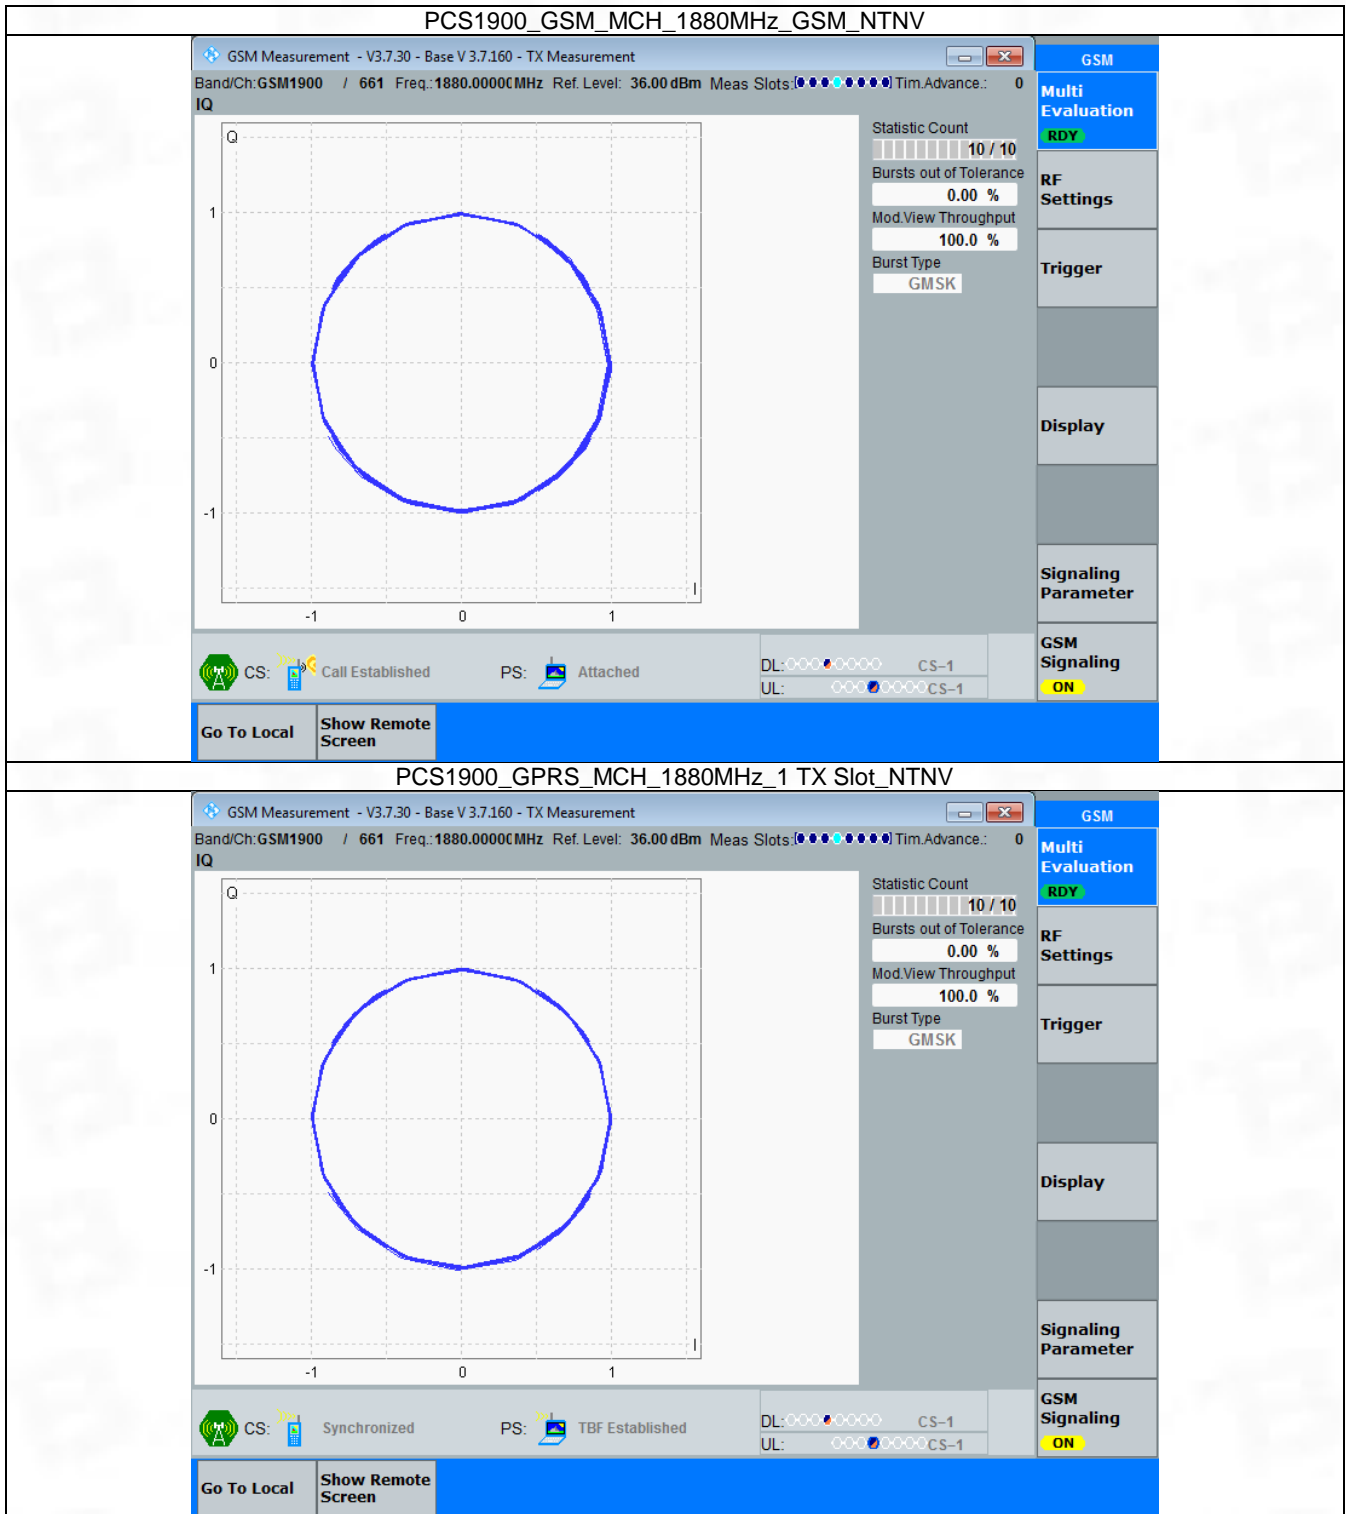 PCS1900_GSM_MCH_1880MHz_GSM_NTNV
GSM Measurement - V3.7.30 - Base V 3.7.160 - TX Measurement
GSM
Band/Ch:GSM1900 / 661 Freq.:1880.00000MHz Ref. Level: 36.00 dBm Meas Slots: Tim.Advance.: 0
IQ
Multi
Evaluation
RDY
Q
Statistic Count
10 / 10
Bursts out of Tolerance
0.00 %
RF
Settings
1
Mod.View Throughput
100.0 %
Burst Type
GMSK
Trigger
0
Display
-1
I
-1 0 1
Signaling
Parameter
GSM
Signaling
ON
CS: Call Established PS: Attached
DL: CS-1
UL: CS-1
Go To Local
Show Remote
Screen
PCS1900_GPRS_MCH_1880MHz_1 TX Slot_NTNV
GSM Measurement - V3.7.30 - Base V 3.7.160 - TX Measurement
GSM
Band/Ch:GSM1900 / 661 Freq.:1880.00000MHz Ref. Level: 36.00 dBm Meas Slots: Tim.Advance.: 0
IQ
Multi
Evaluation
RDY
Q
Statistic Count
10 / 10
Bursts out of Tolerance
0.00 %
RF
Settings
1
Mod.View Throughput
100.0 %
Burst Type
GMSK
Trigger
0
Display
-1
I
-1 0 1
Signaling
Parameter
GSM
Signaling
ON
CS: Synchronized PS: TBF Established
DL: CS-1
UL: CS-1
Go To Local
Show Remote
Screen